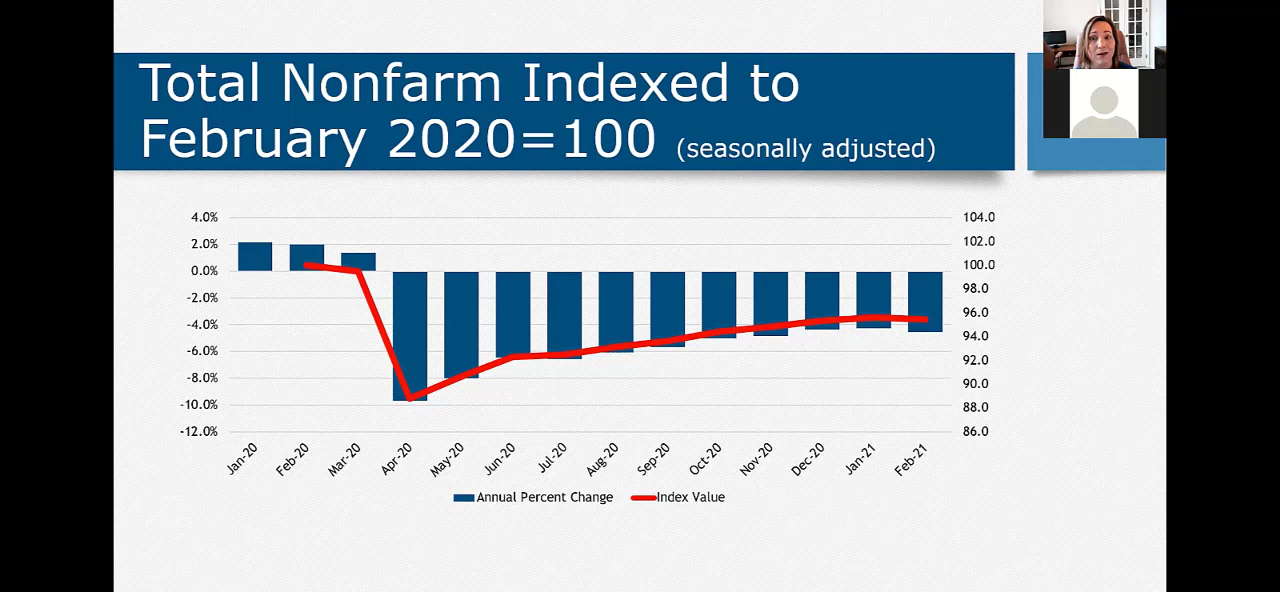 Total Nonfarm Indexed to
February 2020=100 (seasonally adjusted)
4.0%
2.0%
0.0%
-2.0%
-4.0%
-6.0%
-8.0%
-10.0%
-12.0%
104.0
102.0
100.0
98.0
96.0
94.0
92.0
90.0
88.0
86.0
Jan-20
Feb-20
Mar-20
Apr-20
May-20
Jun-20
Jul-20
Aug-20
Sep-20
Oct-20
Nov-20
Dec-20
Jan-21
Feb-21
Annual Percent Change
Index Value